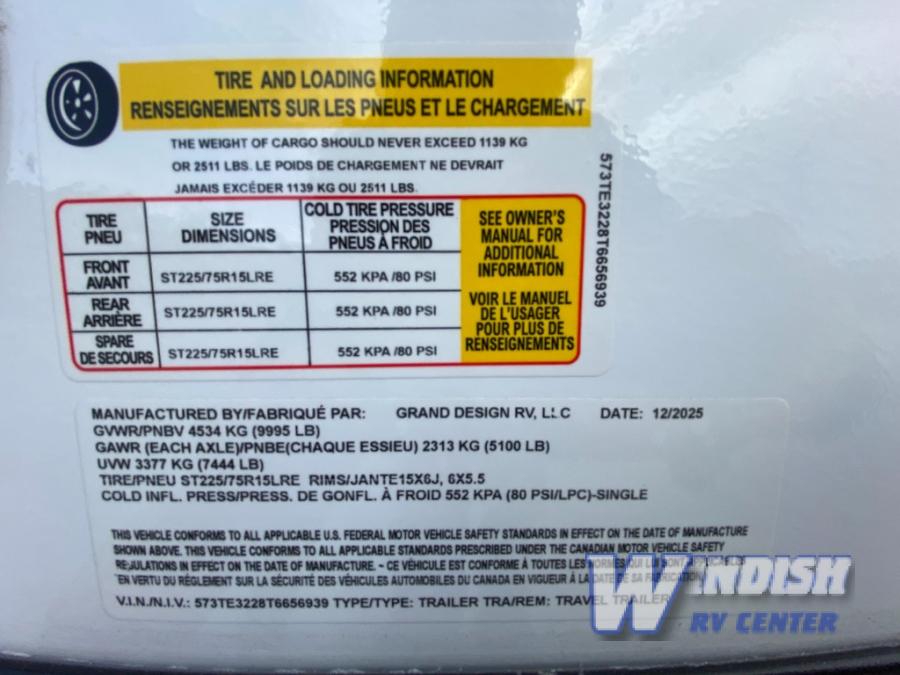 TIRE AND LOADING INFORMATION
RENSEIGNEMENTS SUR LES PNEUS ET LE CHARGEMENT
THE WEIGHT OF CARGO SHOULD NEVER EXCEED 1139 KG
OR 2511 LBS. LE POIDS DE CHARGEMENT NE DEVRAIT
JAMAIS EXCÉDER 1139 KG OU 2511 LBS.
TIRE
PNEU
SIZE
DIMENSIONS
COLD TIRE PRESSURE
PRESSION DES
PNEUS À FROID
FRONT
AVANT
ST225/75R15LRE
552 KPA /80 PSI
REAR
ARRIÈRE
ST225/75R15LRE
552 KPA /80 PSI
SPARE
DE SECOURS
ST225/75R15LRE
552 KPA /80 PSI
SEE OWNER'S
MANUAL FOR
ADDITIONAL
INFORMATION
VOIR LE MANUEL
DE L'USAGER
POUR PLUS DE
RENSEIGNEMENTS
573TE3228T6656939
MANUFACTURED BY/FABRIQUÉ PAR: GRAND DESIGN RV, LLC DATE: 12/2025
GVWR/PNBV 4534 KG (9995 LB)
GAWR (EACH AXLE)/PNBE(CHAQUE ESSIEU) 2313 KG (5100 LB)
UVW 3377 KG (7444 LB)
TIRE/PNEU ST225/75R15LRE RIMS/JANTE15X6J, 6X5.5
COLD INFL. PRESS/PRESS. DE GONFL. À FROID 552 KPA (80 PSI/LPC)-SINGLE
THIS VEHICLE CONFORMS TO ALL APPLICABLE U.S. FEDERAL MOTOR VEHICLE SAFETY STANDARDS IN EFFECT ON THE DATE OF MANUFACTURE
SHOWN ABOVE. THIS VEHICLE CONFORMS TO ALL APPLICABLE STANDARDS PRESCRIBED UNDER THE CANADIAN MOTOR VEHICLE SAFETY
REGULATIONS IN EFFECT ON THE DATE OF MANUFACTURE. - CE VÉHICULE EST CONFORME À TOUTES LES NORMES QUI LUI SONT APPLICABLES
EN VERTU DU RÈGLEMENT SUR LA SÉCURITÉ DES VÉHICULES AUTOMOBILES DU CANADA EN VIGUEUR À LA DATE DE SA FABRICATION
V.I.N./N.I.V.: 573TE3228T6656939 TYPE/TYPE: TRAILER TRA/REM: TRAVEL TRAILER
WINDISH
RV CENTER